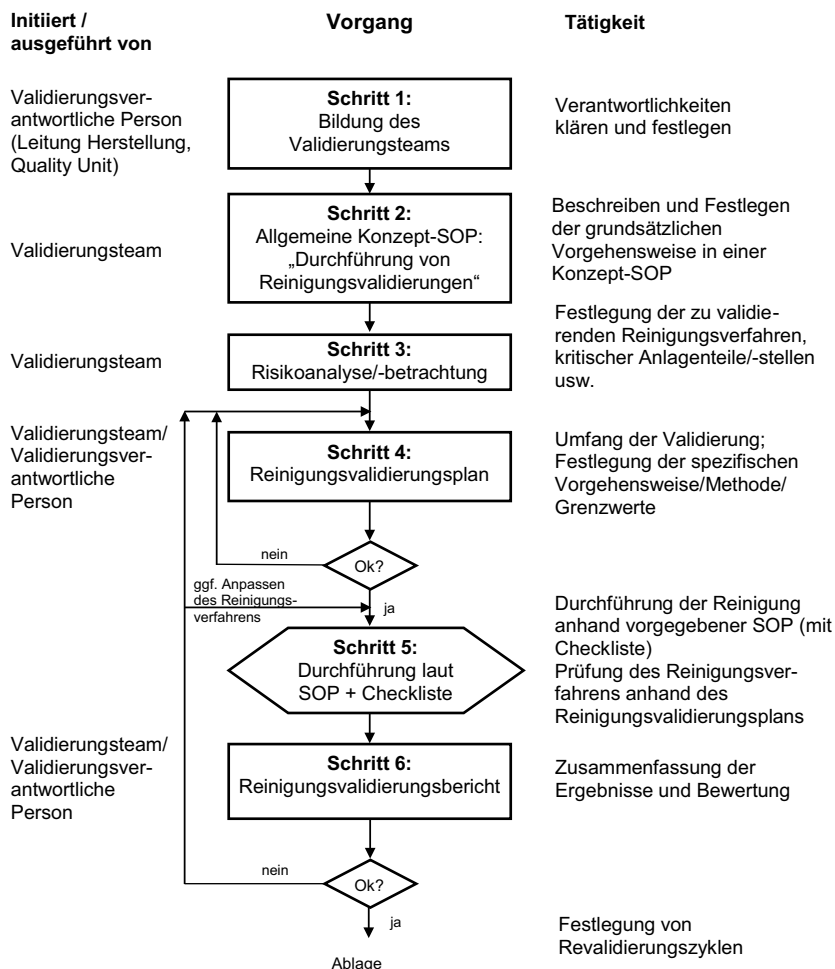 Initiiert /
ausgeführt von
Vorgang
Tätigkeit
Validierungsver-
antwortliche Person
(Leitung Herstellung,
Quality Unit)
Schritt 1:
Bildung des
Validierungsteams
Verantwortlichkeiten
klären und festlegen
Validierungsteam
Schritt 2:
Allgemeine Konzept-SOP:
„Durchführung von
Reinigungsvalidierungen“
Beschreiben und Festlegen
der grundsätzlichen
Vorgehensweise in einer
Konzept-SOP
Validierungsteam
Schritt 3:
Risikoanalyse/-betrachtung
Festlegung der zu validie-
renden Reinigungsverfahren,
kritischer Anlagenteile/-stellen
usw.
Validierungsteam/
Validierungsver-
antwortliche
Person
Schritt 4:
Reinigungsvalidierungsplan
Umfang der Validierung;
Festlegung der spezifischen
Vorgehensweise/Methode/
Grenzwerte
nein
Ok?
ggf. Anpassen
des Reinigungs-
verfahrens
ja
Schritt 5:
Durchführung laut
SOP + Checkliste
Durchführung der Reinigung
anhand vorgegebener SOP (mit
Checkliste)
Prüfung des Reinigungsver-
fahrens anhand des
Reinigungsvalidierungsplans
Validierungsteam/
Validierungsver-
antwortliche
Person
Schritt 6:
Reinigungsvalidierungsbericht
Zusammenfassung der
Ergebnisse und Bewertung
nein
Ok?
ja
Ablage
Festlegung von
Revalidierungszyklen